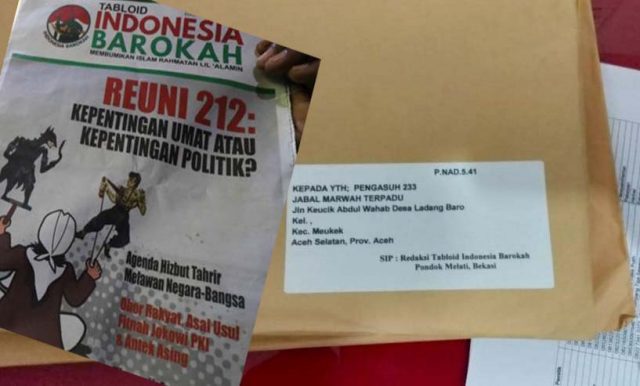 TABLOID
INDONESIA
BAROKAH
MEMBUMIKAN ISLAM RAHMATAN LIL 'ALAMIN
REUNI 212:
KEPENTINGAN UMAT ATAU
KEPENTINGAN POLITIK?
Agenda Hizbut Tahrir
Melawan Negara-Bangsa
Obor Rakyat, Asal Usul
Fitnah Jokowi PKI
& Antek Asing
P.NAD.5.41
KEPADA YTH; PENGASUH 233
JABAL MARWAH TERPADU
Jln Keucik Abdul Wahab Desa Ladang Baro
Kel. ,
Kec. Meukek
Aceh Selatan, Prov. Aceh
SIP : Redaksi Tabloid Indonesia Barokah
Pondok Melati, Bekasi